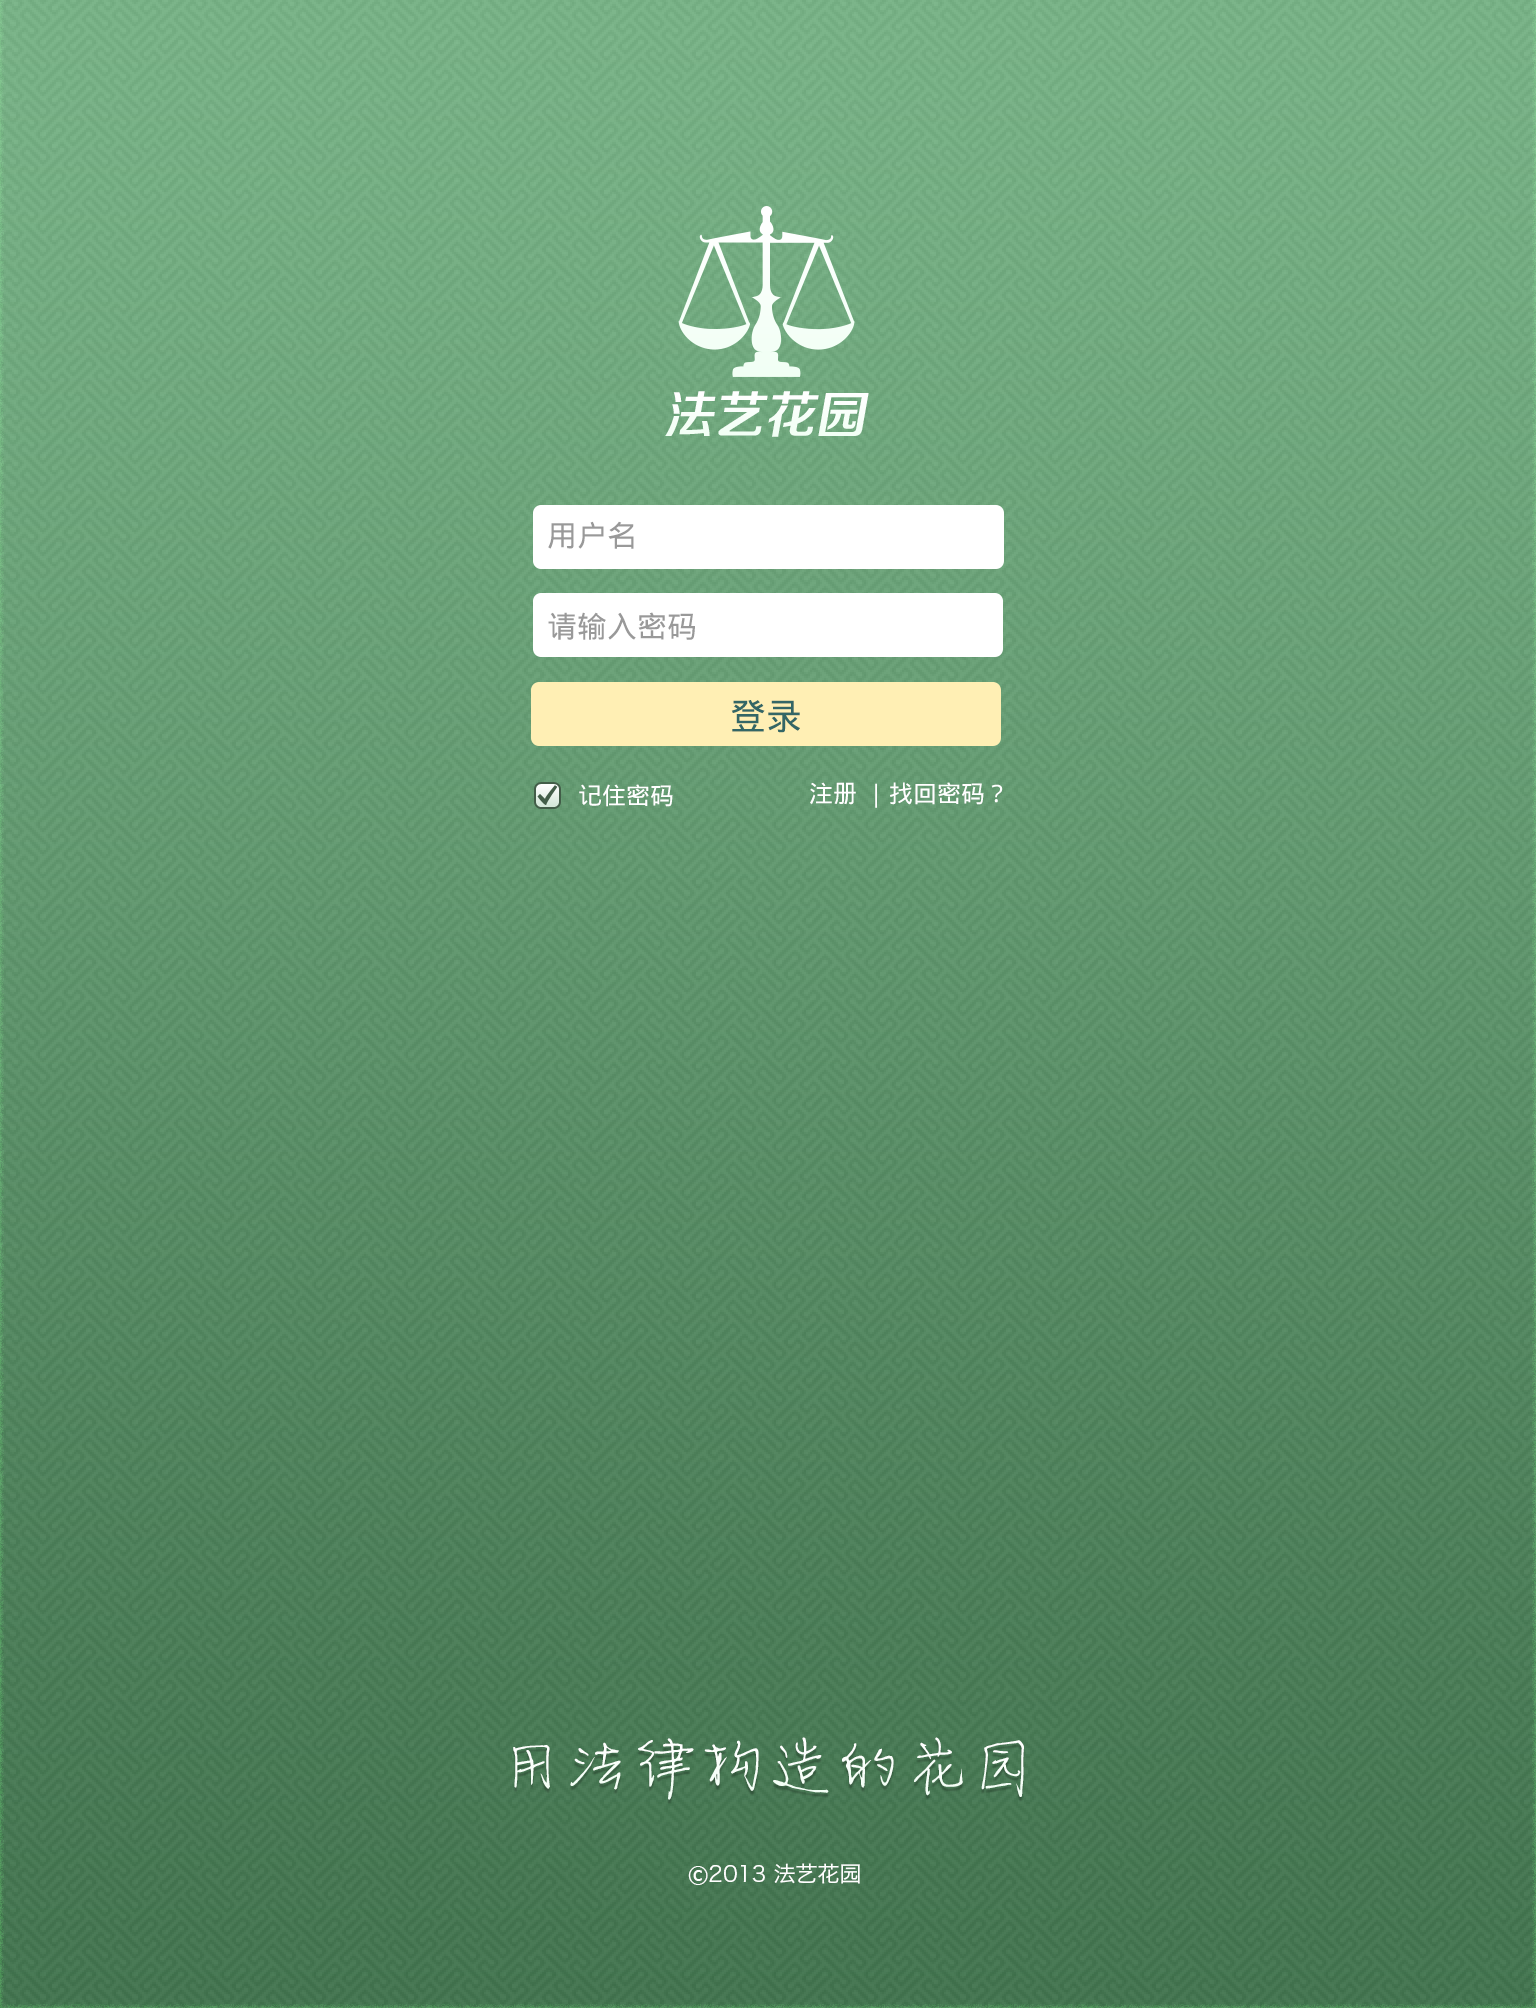 法艺花园
用户名
请输入密码
登录
记住密码 注册 | 找回密码？
用法律构造的花园
©2013 法艺花园